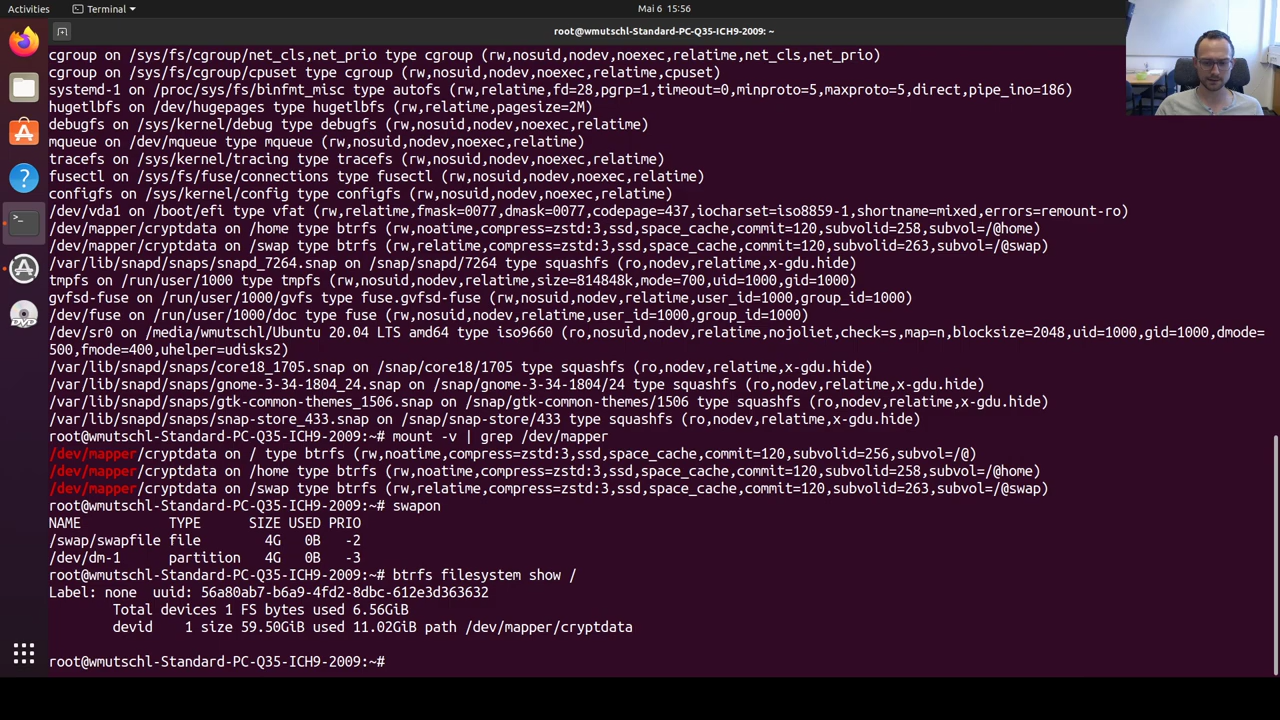 Activities
Terminal
Mai 6 15:56
root@wmutschl-Standard-PC-Q35-ICH9-2009: ~
cgroup on /sys/fs/cgroup/net_cls,net_prio type cgroup (rw,nosuid,nodev,noexec,relatime,net_cls,net_prio)
cgroup on /sys/fs/cgroup/cpuset type cgroup (rw,nosuid,nodev,noexec,relatime,cpuset)
systemd-1 on /proc/sys/fs/binfmt_misc type autofs (rw,relatime,fd=28,pgrp=1,timeout=0,minproto=5,maxproto=5,direct,pipe_ino=186)
hugetlbfs on /dev/hugepages type hugetlbfs (rw,relatime,pagesize=2M)
debugfs on /sys/kernel/debug type debugfs (rw,nosuid,nodev,noexec,relatime)
mqueue on /dev/mqueue type mqueue (rw,nosuid,nodev,noexec,relatime)
tracefs on /sys/kernel/tracing type tracefs (rw,nosuid,nodev,noexec,relatime)
fusectl on /sys/fs/fuse/connections type fusectl (rw,nosuid,nodev,noexec,relatime)
configfs on /sys/kernel/config type configfs (rw,nosuid,nodev,noexec,relatime)
/dev/vda1 on /boot/efi type vfat (rw,relatime,fmask=0077,dmask=0077,codepage=437,iocharset=iso8859-1,shortname=mixed,errors=remount-ro)
/dev/mapper/cryptdata on /home type btrfs (rw,noatime,compress=zstd:3,ssd,space_cache,commit=120,subvolid=258,subvol=/@home)
/dev/mapper/cryptdata on /swap type btrfs (rw,relatime,compress=zstd:3,ssd,space_cache,commit=120,subvolid=263,subvol=/@swap)
/var/lib/snapd/snaps/snapd_7264.snap on /snap/snapd/7264 type squashfs (ro,nodev,relatime,x-gdu.hide)
tmpfs on /run/user/1000 type tmpfs (rw,nosuid,nodev,relatime,size=814848k,mode=700,uid=1000,gid=1000)
gvfsd-fuse on /run/user/1000/gvfs type fuse.gvfsd-fuse (rw,nosuid,nodev,relatime,user_id=1000,group_id=1000)
/dev/fuse on /run/user/1000/doc type fuse (rw,nosuid,nodev,relatime,user_id=1000,group_id=1000)
/dev/sr0 on /media/wmutschl/Ubuntu 20.04 LTS amd64 type iso9660 (ro,nosuid,nodev,relatime,nojoliet,check=s,map=n,blocksize=2048,uid=1000,gid=1000,dmode=
500,fmode=400,uhelper=udisks2)
/var/lib/snapd/snaps/core18_1705.snap on /snap/core18/1705 type squashfs (ro,nodev,relatime,x-gdu.hide)
/var/lib/snapd/snaps/gnome-3-34-1804_24.snap on /snap/gnome-3-34-1804/24 type squashfs (ro,nodev,relatime,x-gdu.hide)
/var/lib/snapd/snaps/gtk-common-themes_1506.snap on /snap/gtk-common-themes/1506 type squashfs (ro,nodev,relatime,x-gdu.hide)
/var/lib/snapd/snaps/snap-store_433.snap on /snap/snap-store/433 type squashfs (ro,nodev,relatime,x-gdu.hide)
root@wmutschl-Standard-PC-Q35-ICH9-2009:~# mount -v | grep /dev/mapper
/dev/mapper/cryptdata on / type btrfs (rw,noatime,compress=zstd:3,ssd,space_cache,commit=120,subvolid=256,subvol=/@)
/dev/mapper/cryptdata on /home type btrfs (rw,noatime,compress=zstd:3,ssd,space_cache,commit=120,subvolid=258,subvol=/@home)
/dev/mapper/cryptdata on /swap type btrfs (rw,relatime,compress=zstd:3,ssd,space_cache,commit=120,subvolid=263,subvol=/@swap)
root@wmutschl-Standard-PC-Q35-ICH9-2009:~# swapon
NAME TYPE SIZE USED PRIO
/swap/swapfile file 4G 0B -2
/dev/dm-1 partition 4G 0B -3
root@wmutschl-Standard-PC-Q35-ICH9-2009:~# btrfs filesystem show /
Label: none uuid: 56a80ab7-b6a9-4fd2-8dbc-612e3d363632
Total devices 1 FS bytes used 6.56GiB
devid 1 size 59.50GiB used 11.02GiB path /dev/mapper/cryptdata
root@wmutschl-Standard-PC-Q35-ICH9-2009:~#